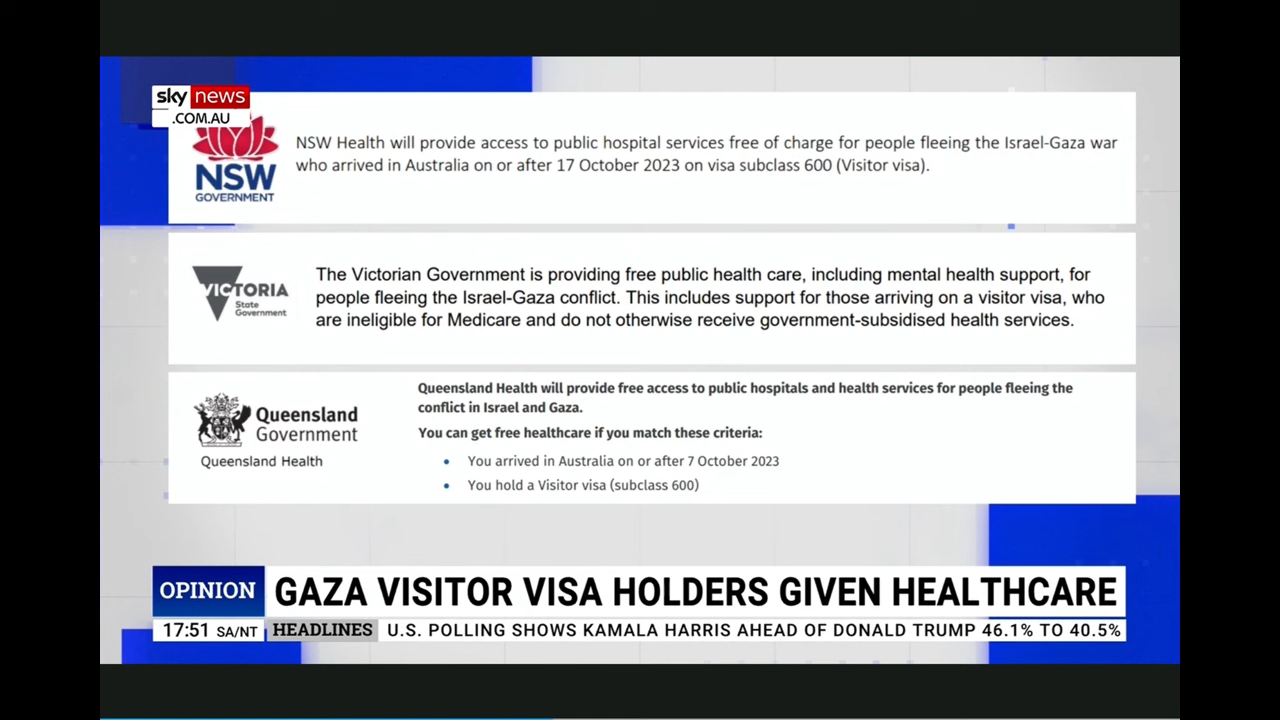 sky news
.COM.AU
NSW
GOVERNMENT
NSW Health will provide access to public hospital services free of charge for people fleeing the Israel-Gaza war
who arrived in Australia on or after 17 October 2023 on visa subclass 600 (Visitor visa).
VICTORIA
State
Government
The Victorian Government is providing free public health care, including mental health support, for
people fleeing the Israel-Gaza conflict. This includes support for those arriving on a visitor visa, who
are ineligible for Medicare and do not otherwise receive government-subsidised health services.
Queensland
Government
Queensland Health
Queensland Health will provide free access to public hospitals and health services for people fleeing the
conflict in Israel and Gaza.
You can get free healthcare if you match these criteria:
• You arrived in Australia on or after 7 October 2023
• You hold a Visitor visa (subclass 600)
OPINION GAZA VISITOR VISA HOLDERS GIVEN HEALTHCARE
17:51 SA/NT HEADLINES U.S. POLLING SHOWS KAMALA HARRIS AHEAD OF DONALD TRUMP 46.1% TO 40.5%